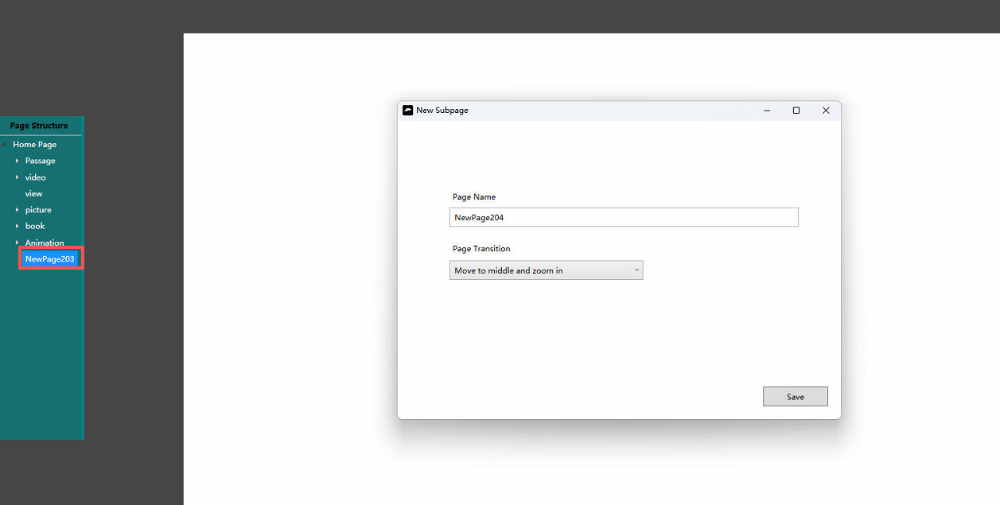 Page Structure
Home Page
Passage
video
view
picture
book
Animation
NewPage203
New Subpage
Page Name
NewPage204
Page Transition
Move to middle and zoom in
Save